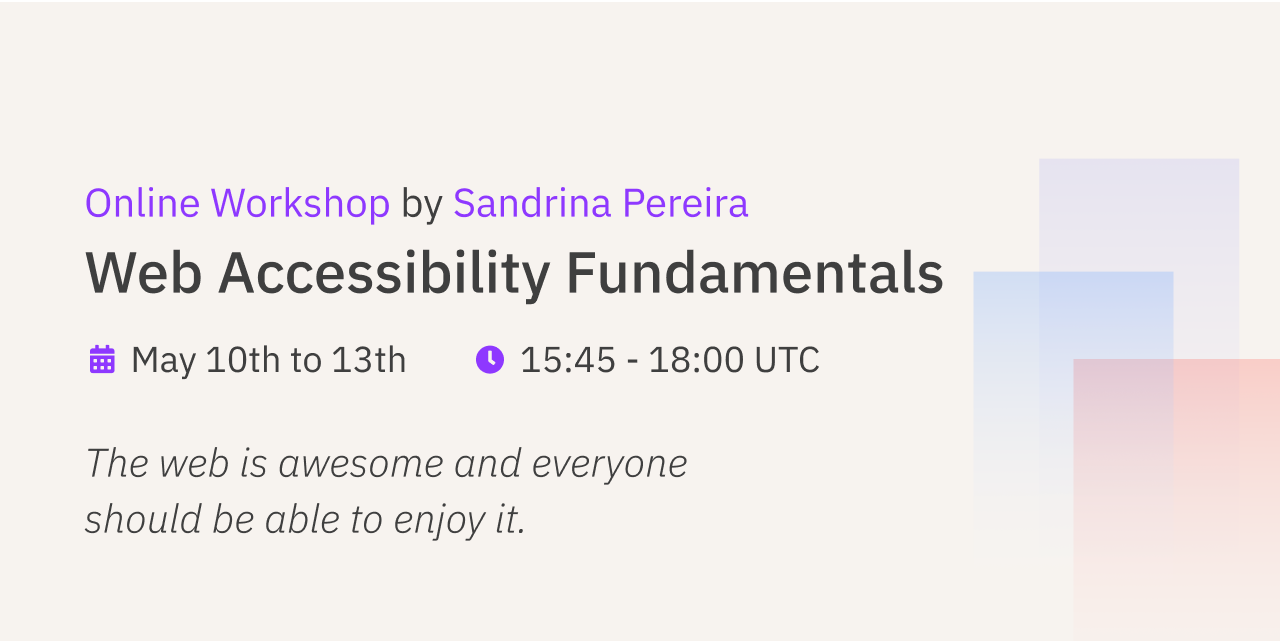 Online Workshop by Sandrina Pereira
Web Accessibility Fundamentals
May 10th to 13th 15:45 - 18:00 UTC
The web is awesome and everyone
should be able to enjoy it.